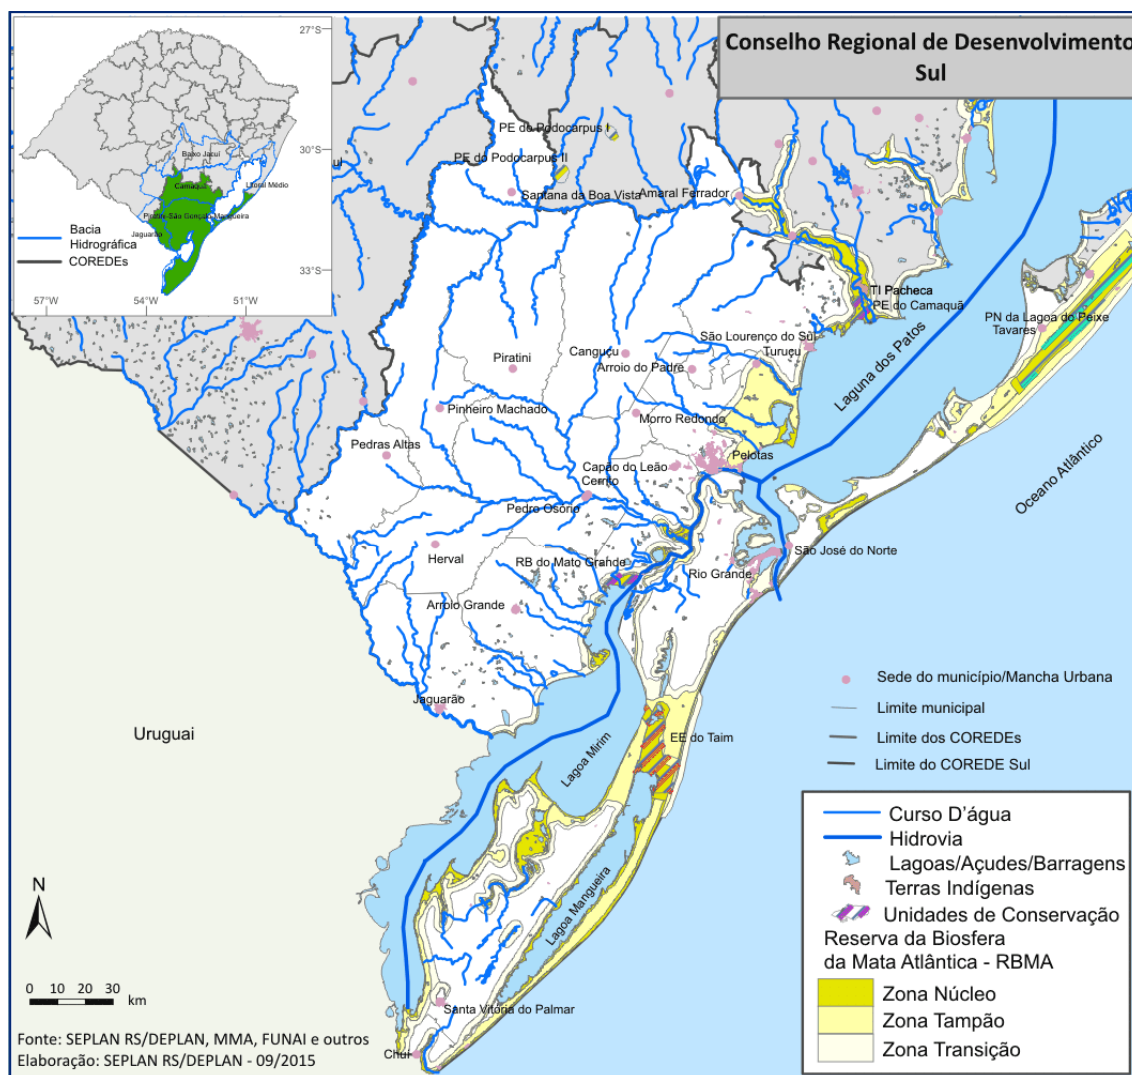 Conselho Regional de Desenvolvimento
Sul
27°S
30°S
33°S
57°W
54°W
51°W
Baixo Jacuí
Camaquã
Litoral Médio
Jaguarão
Bacia
Hidrográfica
COREDEs
ul
PE do Podocarpus I
PE do Podocarpus II
Santana da Boa Vista
Amaral Ferrador
TI Pacheca
PE do Camaquã
PN da Lagoa do Peixe
Tavares
São Lourenço do Sul
Turuçu
Laguna dos Patos
Piratini
Canguçu
Arroio do Padre
Pinheiro Machado
Morro Redondo
Pedras Altas
Pelotas
Capão do Leão
Cerrito
Pedro Osório
Oceano Atlântico
Herval
RB do Mato Grande
São José do Norte
Rio Grande
Arroio Grande
Jaguarão
Uruguai
EE do Taim
Lagoa Mirim
Lagoa Mangueira
Santa Vitória do Palmar
Chuí
Sede do município/Mancha Urbana
Limite municipal
Limite dos COREDEs
Limite do COREDE Sul
Curso D'água
Hidrovia
Lagoas/Açudes/Barragens
Terras Indígenas
Unidades de Conservação
Reserva da Biosfera
da Mata Atlântica - RBMA
Zona Núcleo
Zona Tampão
Zona Transição
N
0 10 20 30
km
Fonte: SEPLAN RS/DEPLAN, MMA, FUNAI e outros
Elaboração: SEPLAN RS/DEPLAN - 09/2015